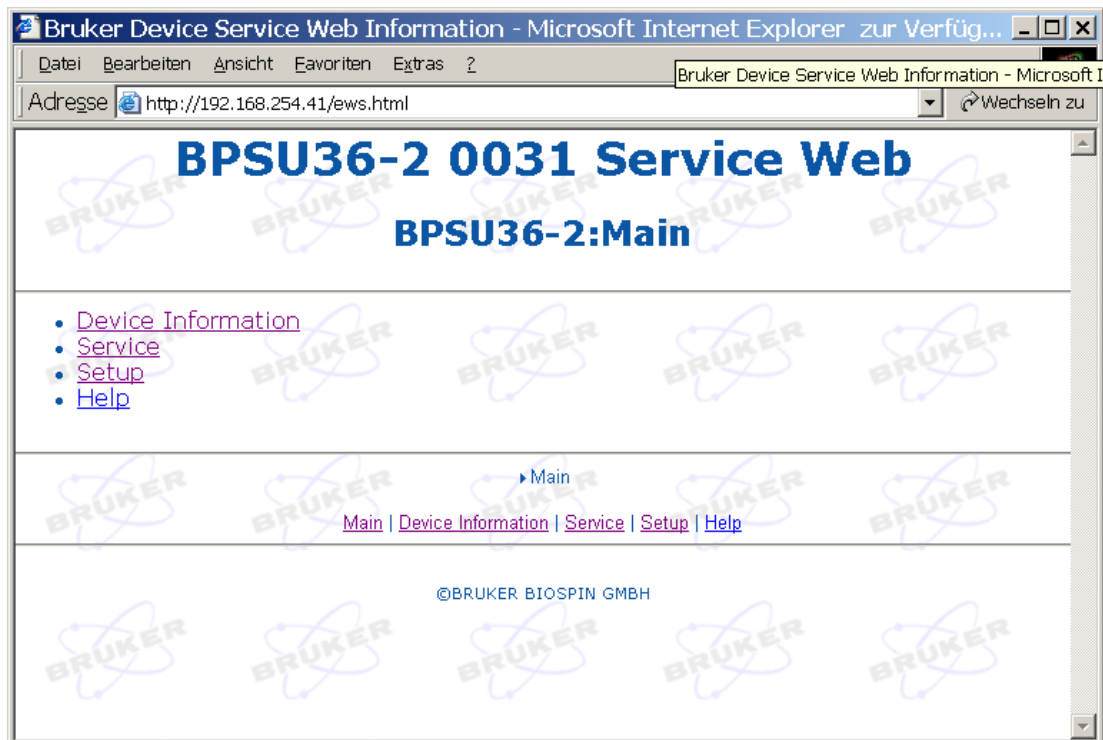 Bruker Device Service Web Information - Microsoft Internet Explorer zur Verfüg...
Datei Bearbeiten Ansicht Favoriten Extras ?
Bruker Device Service Web Information - Microsoft I
Adresse http://192.168.254.41/ews.html Wechseln zu
BPSU36-2 0031 Service Web
BPSU36-2:Main
Device Information
Service
Setup
Help
Main
Main | Device Information | Service | Setup | Help
©BRUKER BIOSPIN GMBH